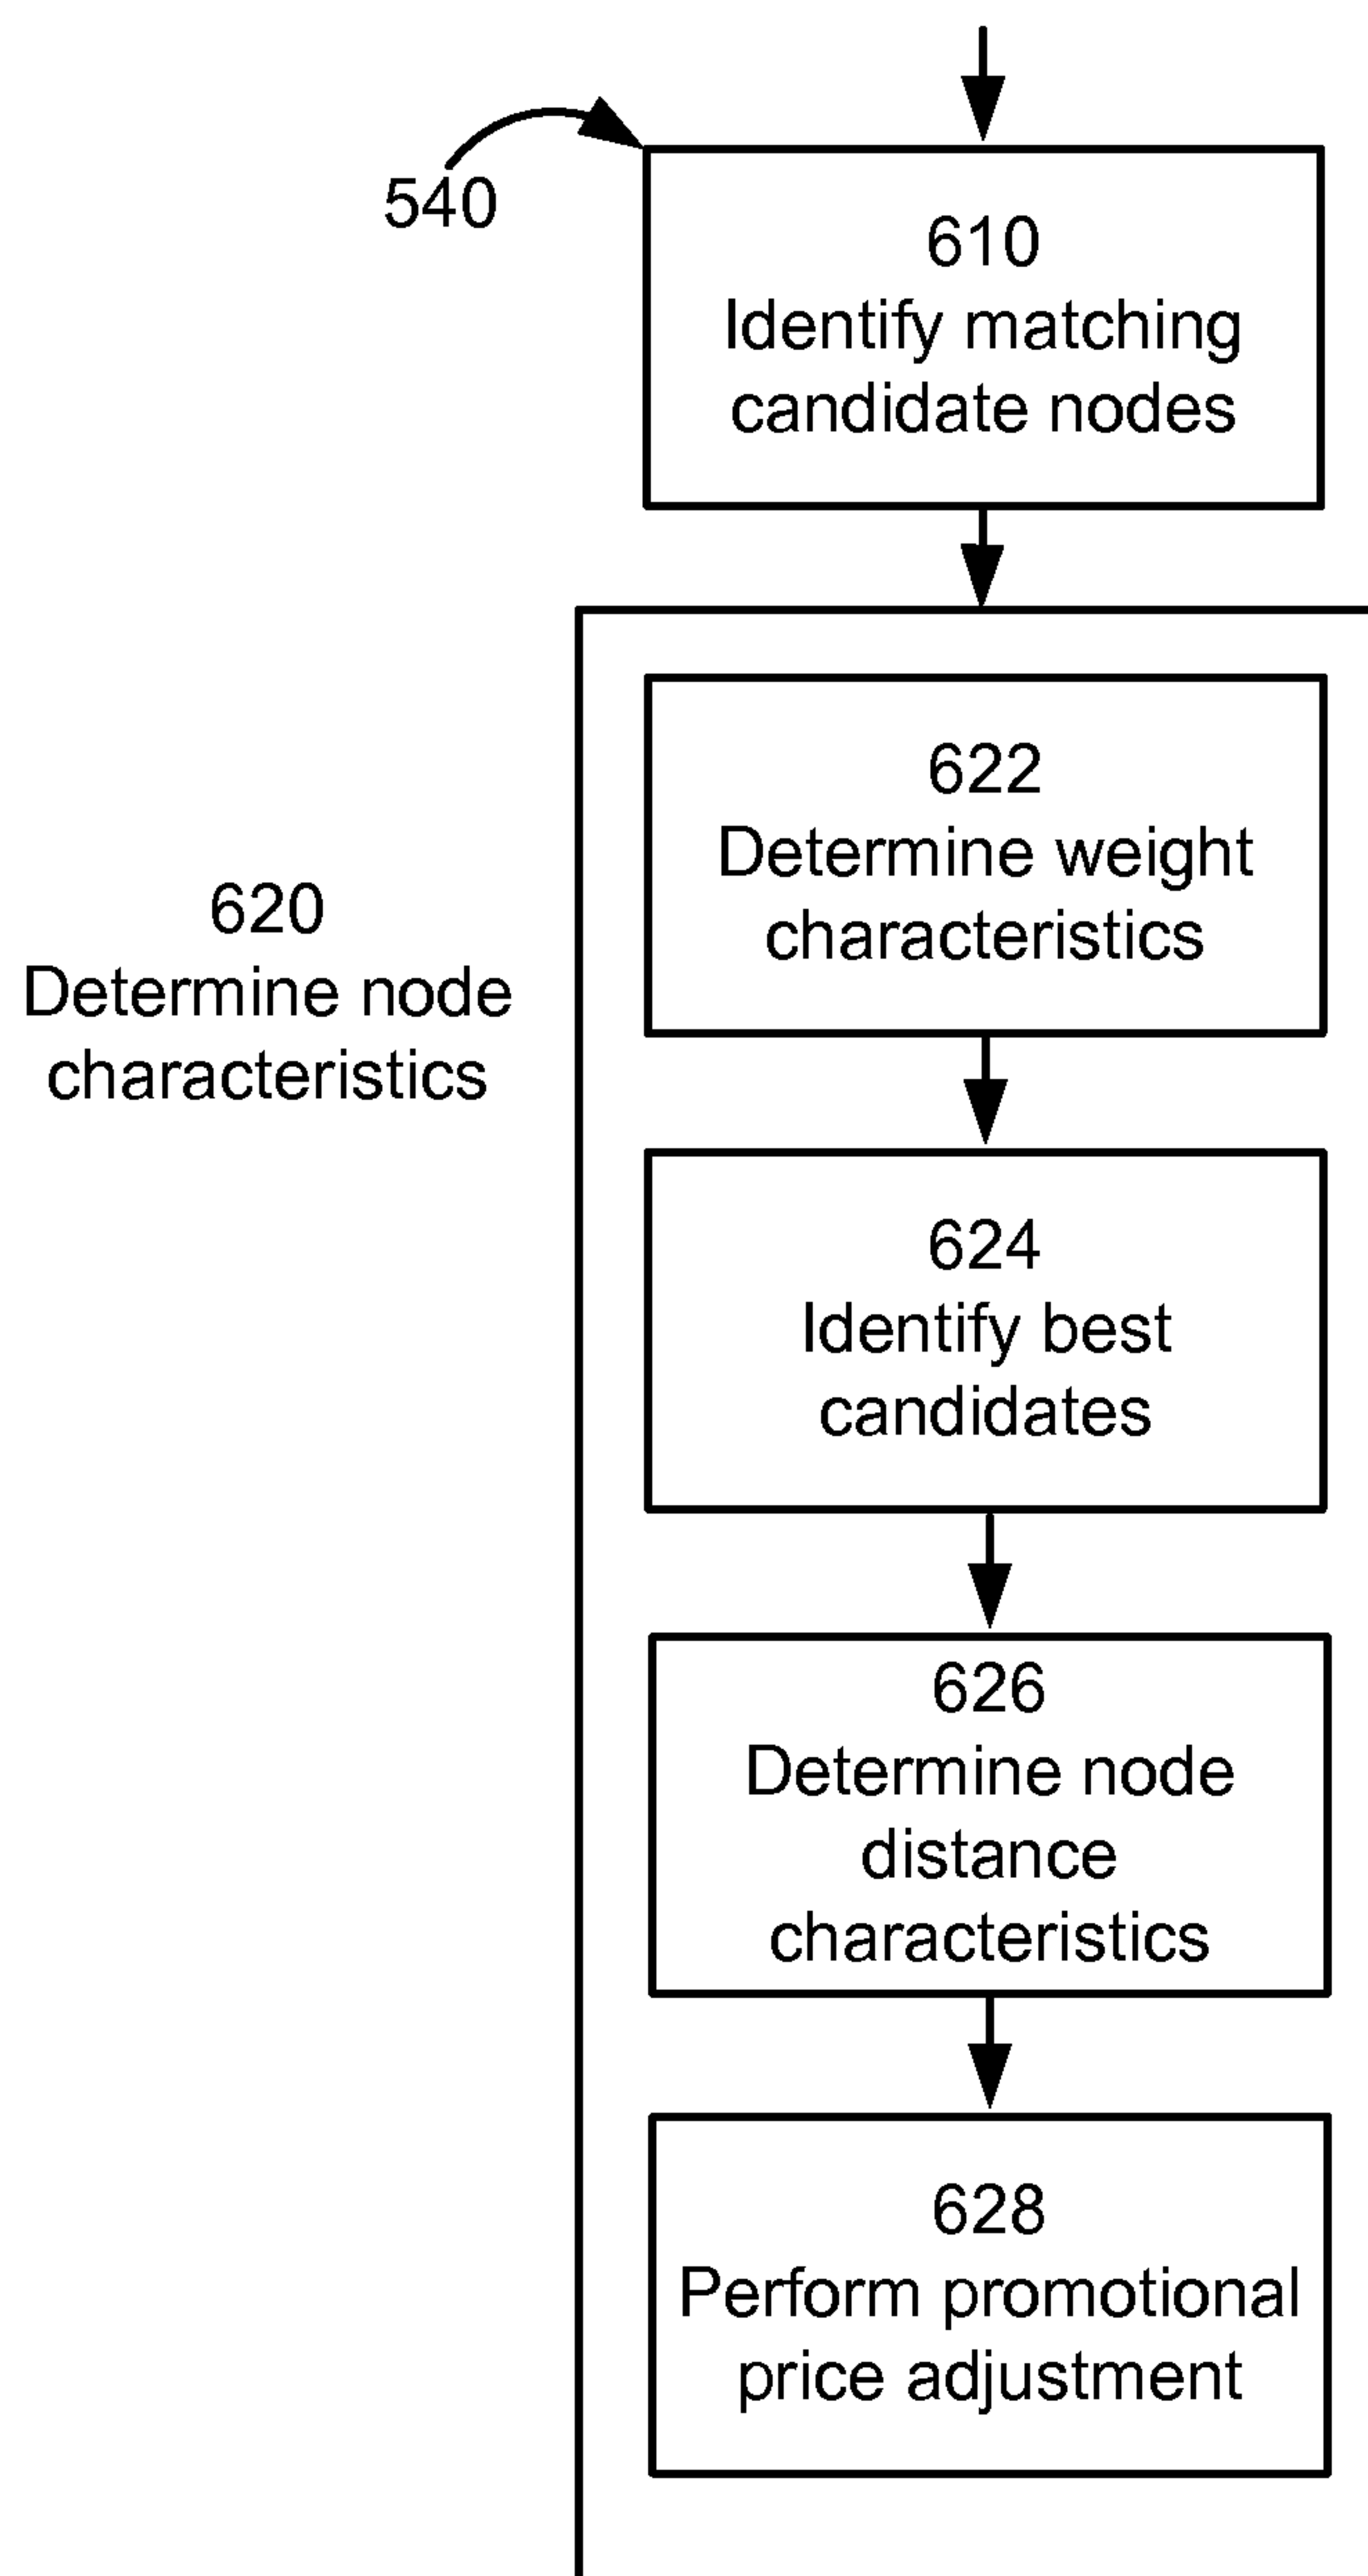 540
610
Identify matching
candidate nodes
620
Determine node
characteristics
622
Determine weight
characteristics
624
Identify best
candidates
626
Determine node
distance
characteristics
628
Perform promotional
price adjustment